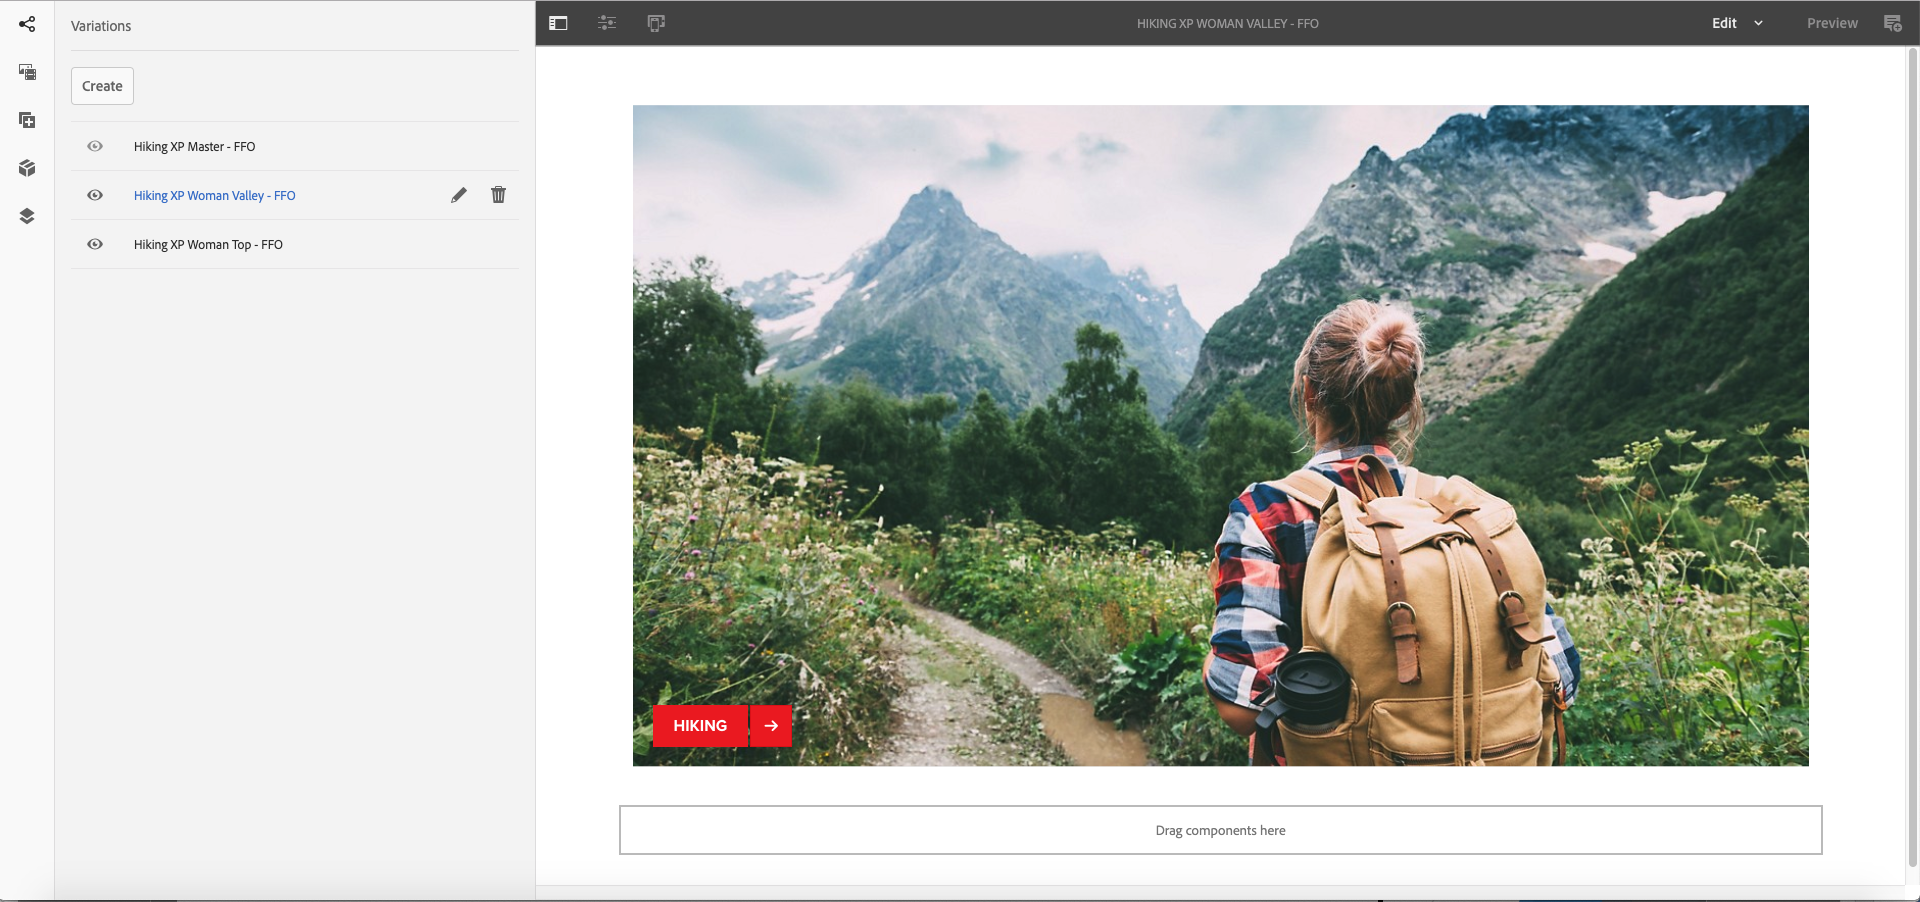 Variations
Create
Hiking XP Master - FFO
Hiking XP Woman Valley - FFO
Hiking XP Woman Top - FFO
HIKING XP WOMAN VALLEY - FFO
Edit
Preview
HIKING
Drag components here